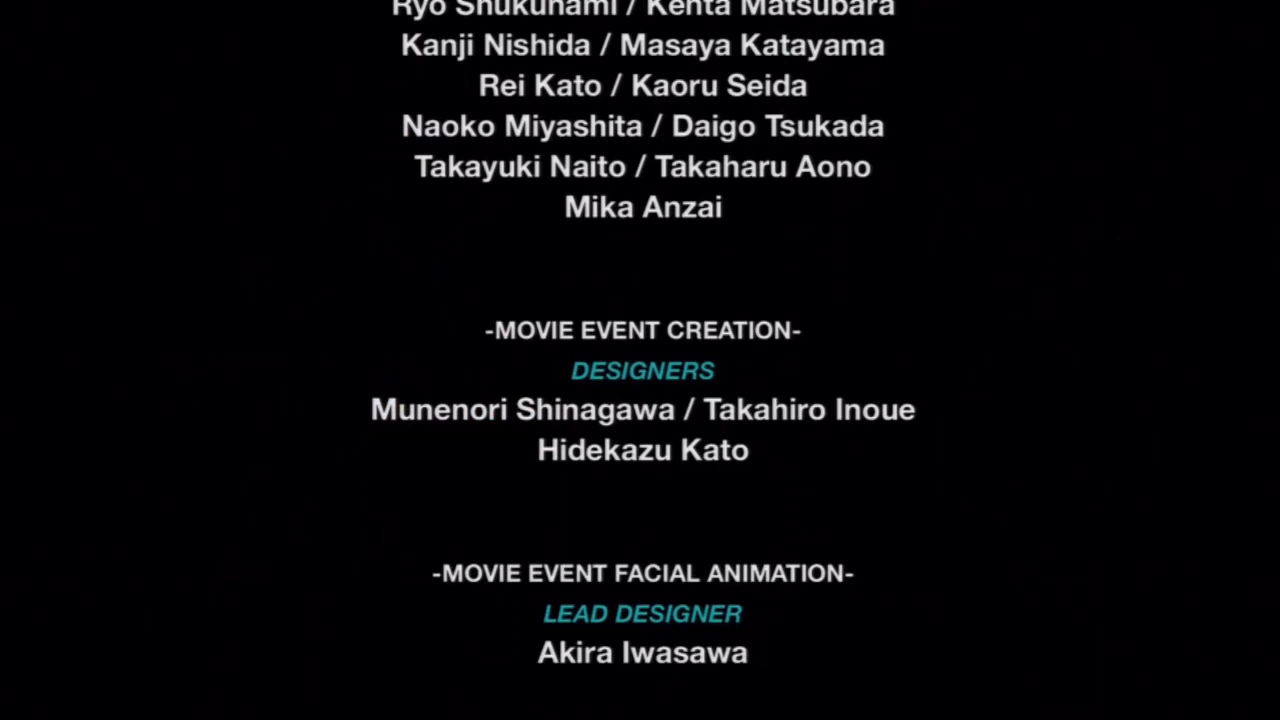 Ryo Shukunami / Kenta Matsubara
Kanji Nishida / Masaya Katayama
Rei Kato / Kaoru Seida
Naoko Miyashita / Daigo Tsukada
Takayuki Naito / Takaharu Aono
Mika Anzai
-MOVIE EVENT CREATION-
DESIGNERS
Munenori Shinagawa / Takahiro Inoue
Hidekazu Kato
-MOVIE EVENT FACIAL ANIMATION-
LEAD DESIGNER
Akira Iwasawa